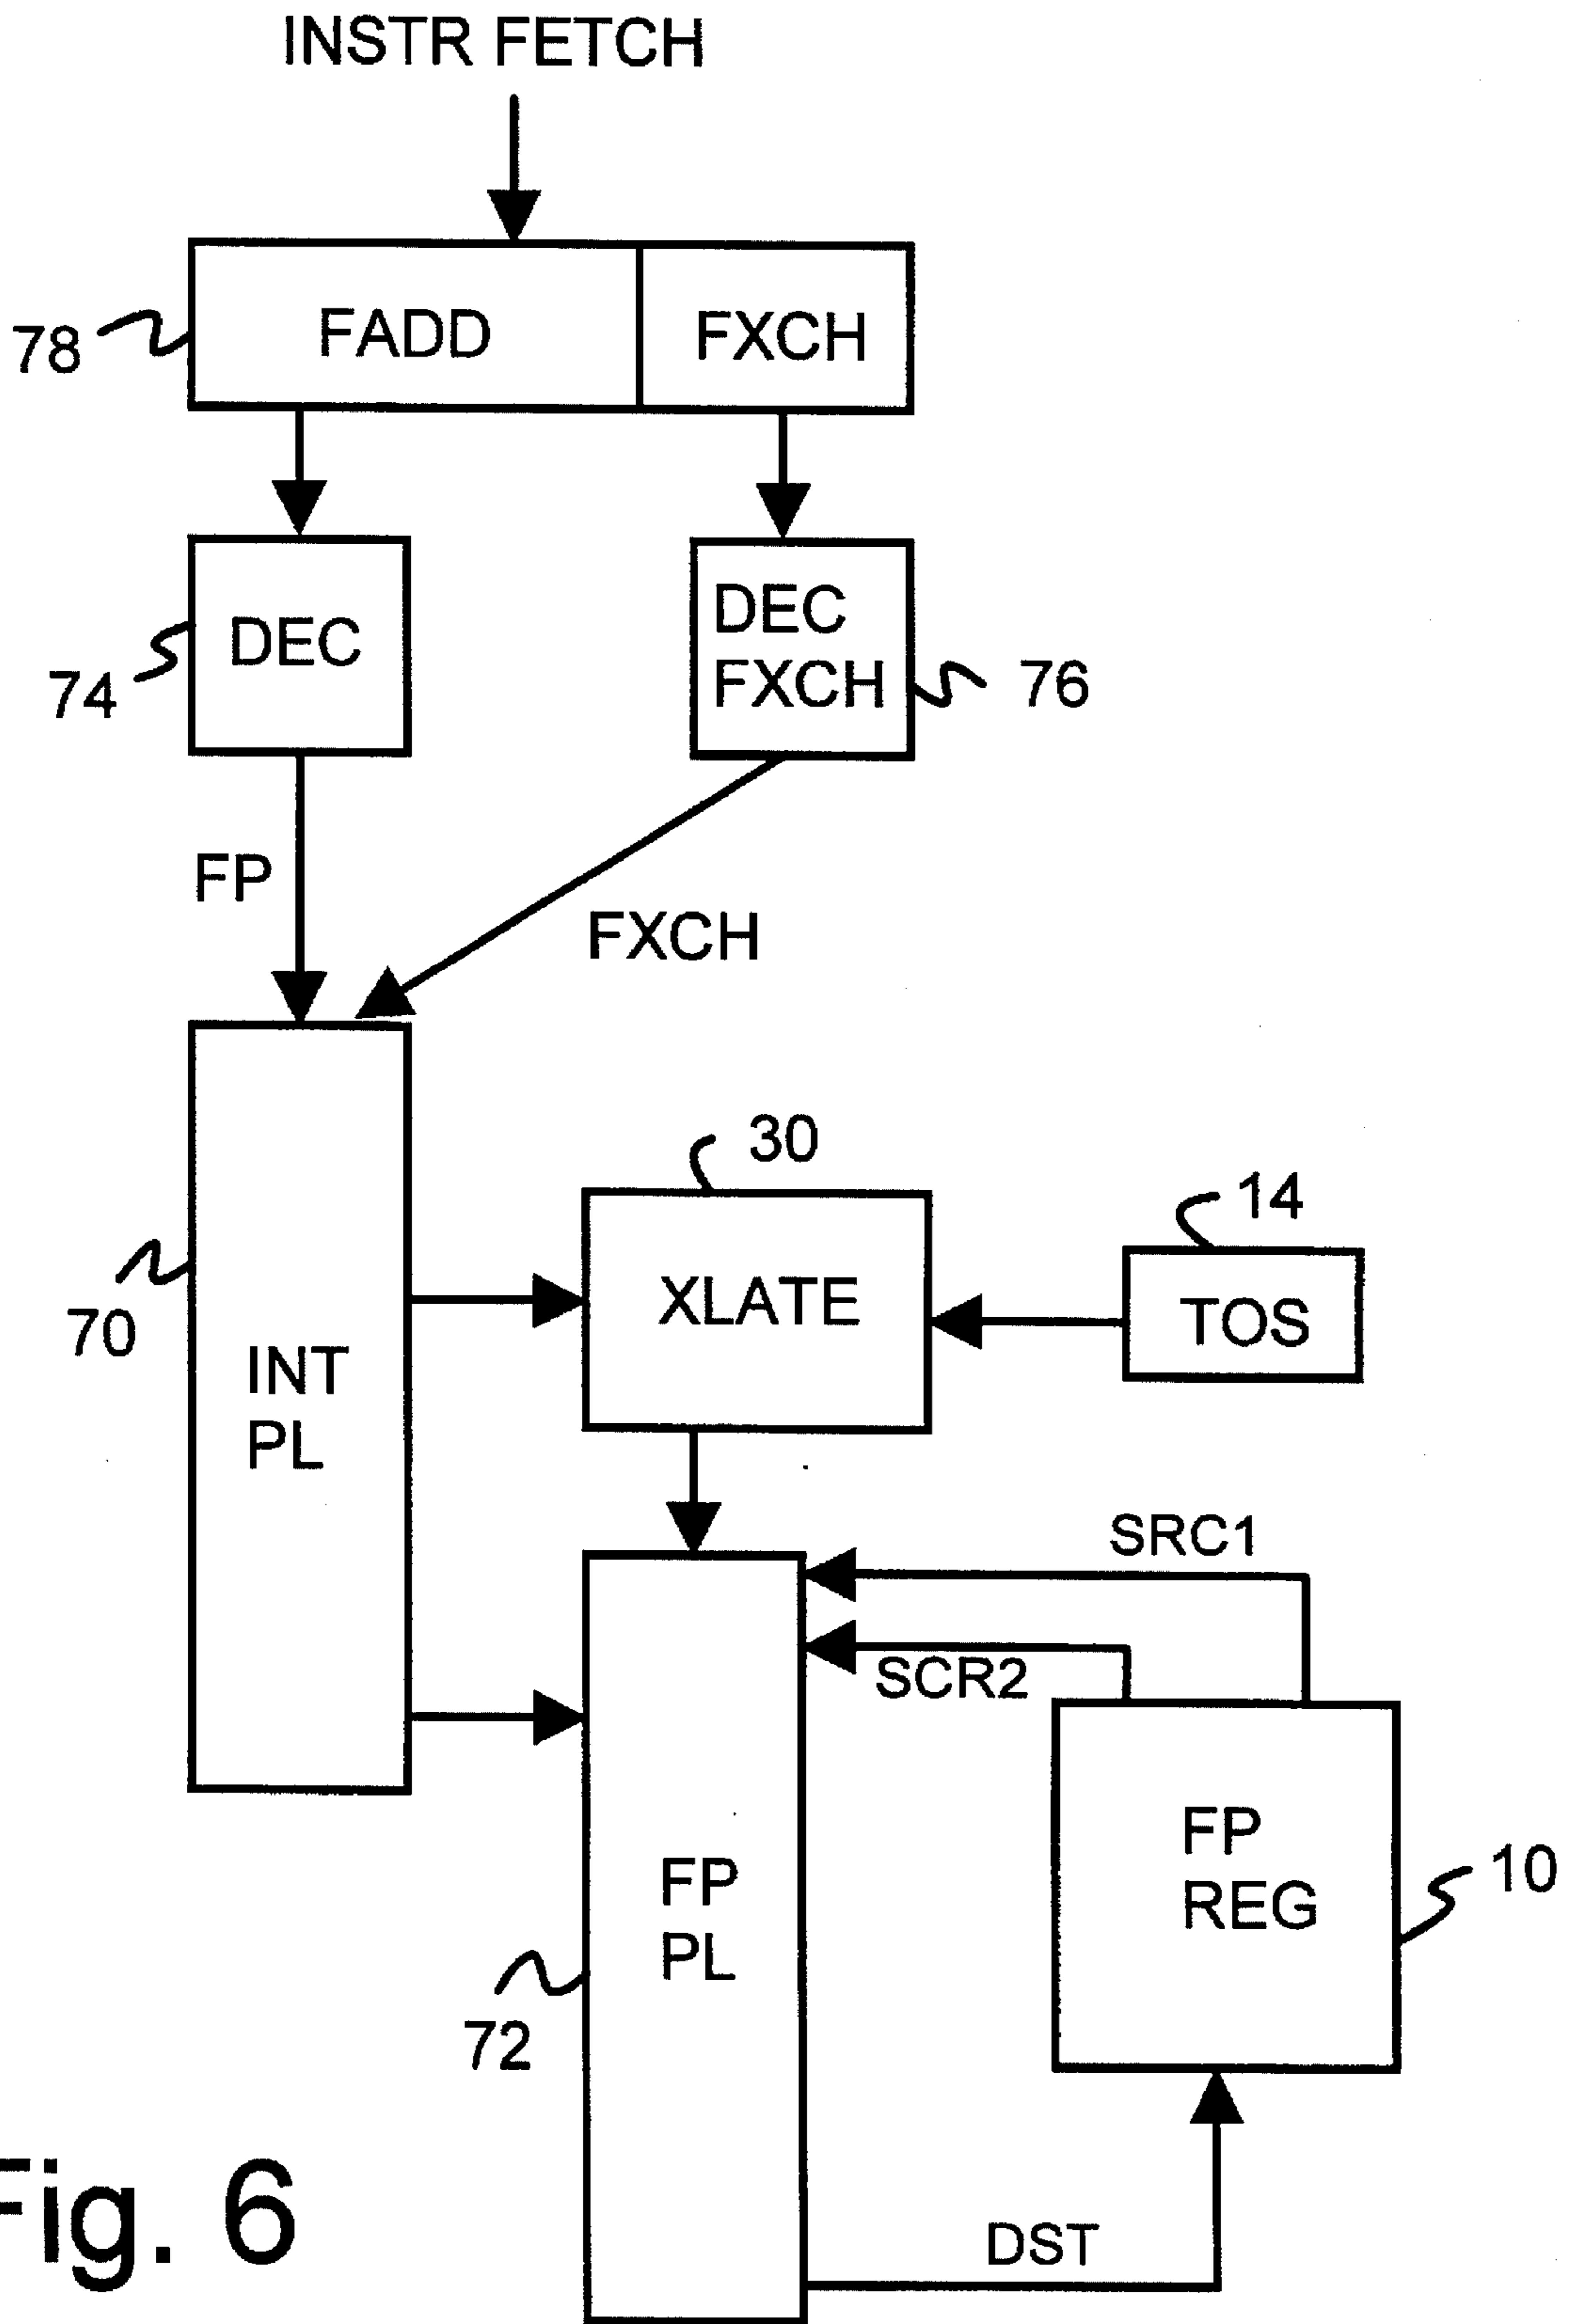 INSTR FETCH
78
FADD
FXCH
74
DEC
DEC
FXCH
76
FP
FXCH
30
14
70
INT
PL
XLATE
TOS
SRC1
SCR2
FP
REG
10
FP
PL
72
DST
Fig. 6